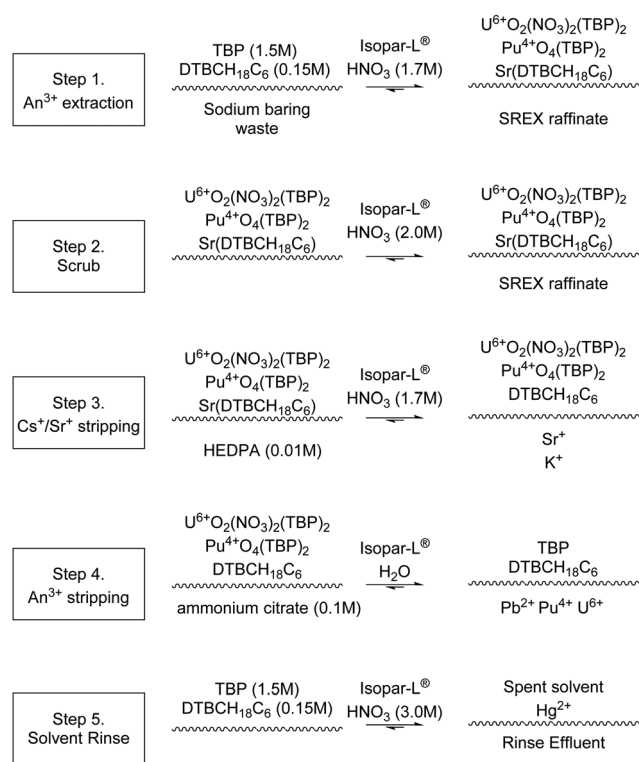 Step 1.
An³⁺ extraction
TBP (1.5M)
DTBCH₁₈C₆ (0.15M)
Sodium baring
waste
Isopar-L®
HNO₃ (1.7M)
U⁶⁺O₂(NO₃)₂(TBP)₂
Pu⁴⁺O₄(TBP)₂
Sr(DTBCH₁₈C₆)
SREX raffinate
Step 2.
Scrub
U⁶⁺O₂(NO₃)₂(TBP)₂
Pu⁴⁺O₄(TBP)₂
Sr(DTBCH₁₈C₆)
Isopar-L®
HNO₃ (2.0M)
U⁶⁺O₂(NO₃)₂(TBP)₂
Pu⁴⁺O₄(TBP)₂
Sr(DTBCH₁₈C₆)
SREX raffinate
Step 3.
Cs⁺/Sr⁺ stripping
U⁶⁺O₂(NO₃)₂(TBP)₂
Pu⁴⁺O₄(TBP)₂
Sr(DTBCH₁₈C₆)
HEDPA (0.01M)
Isopar-L®
HNO₃ (1.7M)
U⁶⁺O₂(NO₃)₂(TBP)₂
Pu⁴⁺O₄(TBP)₂
DTBCH₁₈C₆
Sr⁺
K⁺
Step 4.
An³⁺ stripping
U⁶⁺O₂(NO₃)₂(TBP)₂
Pu⁴⁺O₄(TBP)₂
DTBCH₁₈C₆
ammonium citrate (0.1M)
Isopar-L®
H₂O
TBP
DTBCH₁₈C₆
Pb²⁺ Pu⁴⁺ U⁶⁺
Step 5.
Solvent Rinse
TBP (1.5M)
DTBCH₁₈C₆ (0.15M)
Isopar-L®
HNO₃ (3.0M)
Spent solvent
Hg²⁺
Rinse Effluent